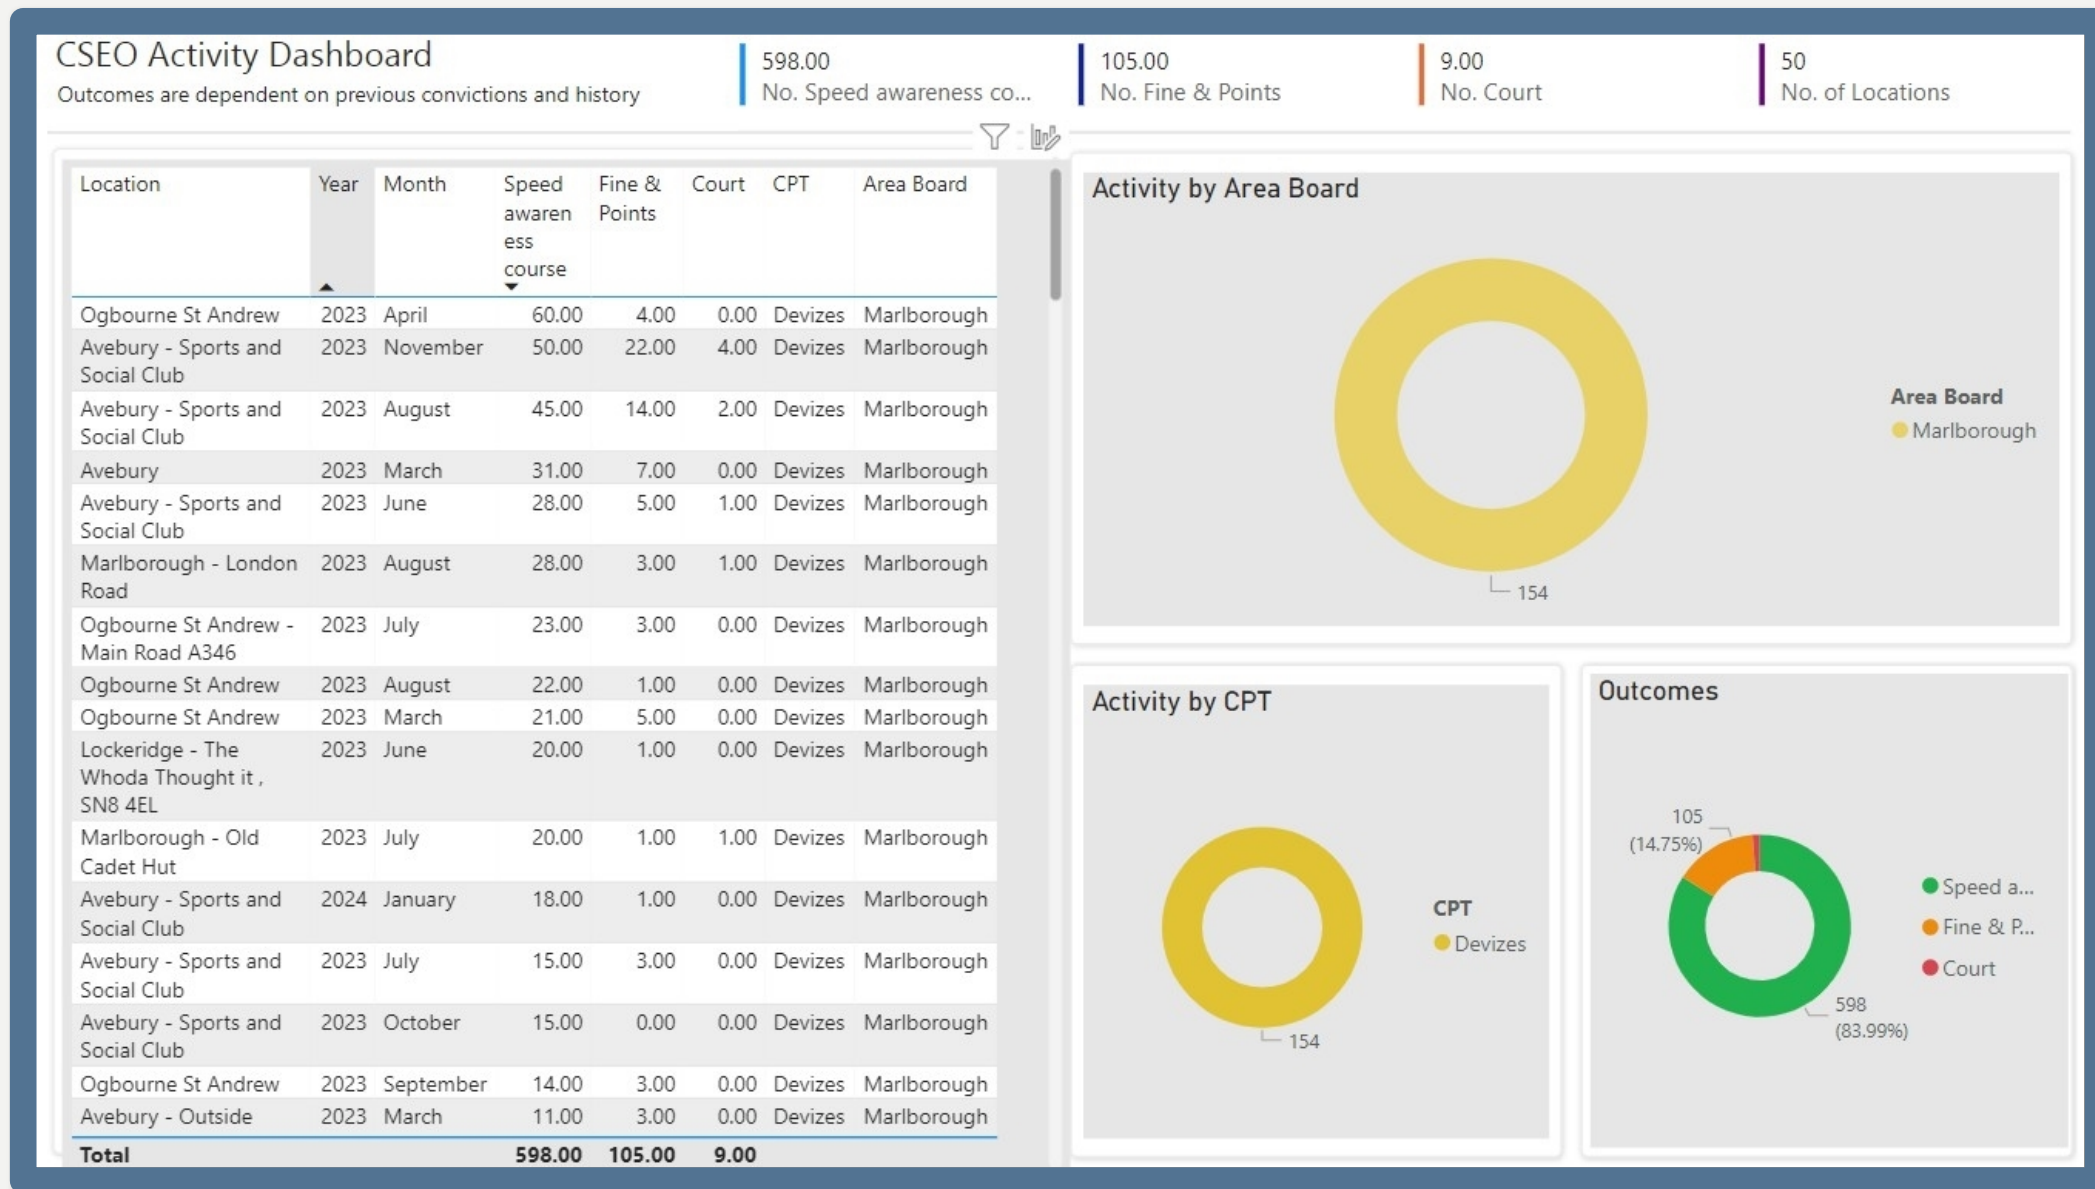 CSEO Activity Dashboard
Outcomes are dependent on previous convictions and history
598.00
No. Speed awareness co...
105.00
No. Fine & Points
9.00
No. Court
50
No. of Locations
Location Year Month Speed awaren ess course Fine & Points Court CPT Area Board
Ogbourne St Andrew 2023 April 60.00 4.00 0.00 Devizes Marlborough
Avebury - Sports and 2023 November 50.00 22.00 4.00 Devizes Marlborough
Social Club
Avebury - Sports and 2023 August 45.00 14.00 2.00 Devizes Marlborough
Social Club
Avebury 2023 March 31.00 7.00 0.00 Devizes Marlborough
Avebury - Sports and 2023 June 28.00 5.00 1.00 Devizes Marlborough
Social Club
Marlborough - London 2023 August 28.00 3.00 1.00 Devizes Marlborough
Road
Ogbourne St Andrew - 2023 July 23.00 3.00 0.00 Devizes Marlborough
Main Road A346
Ogbourne St Andrew 2023 August 22.00 1.00 0.00 Devizes Marlborough
Ogbourne St Andrew 2023 March 21.00 5.00 0.00 Devizes Marlborough
Lockeridge - The 2023 June 20.00 1.00 0.00 Devizes Marlborough
Whoda Thought it ,
SN8 4EL
Marlborough - Old 2023 July 20.00 1.00 1.00 Devizes Marlborough
Cadet Hut
Avebury - Sports and 2024 January 18.00 1.00 0.00 Devizes Marlborough
Social Club
Avebury - Sports and 2023 July 15.00 3.00 0.00 Devizes Marlborough
Social Club
Avebury - Sports and 2023 October 15.00 0.00 0.00 Devizes Marlborough
Social Club
Ogbourne St Andrew 2023 September 14.00 3.00 0.00 Devizes Marlborough
Avebury - Outside 2023 March 11.00 3.00 0.00 Devizes Marlborough
Total 598.00 105.00 9.00
Activity by Area Board
Area Board
Marlborough
154
Activity by CPT
CPT
Devizes
154
Outcomes
105
(14.75%)
Speed a...
Fine & P...
Court
598
(83.99%)